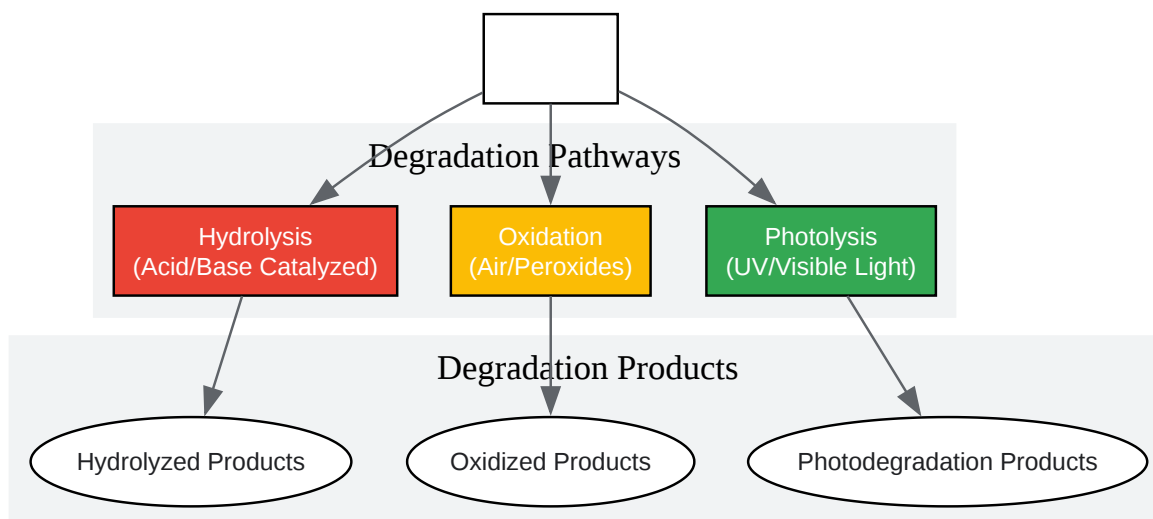 Degradation Pathways
Hydrolysis
(Acid/Base Catalyzed)
Oxidation
(Air/Peroxides)
Photolysis
(UV/Visible Light)
Degradation Products
Hydrolyzed Products
Oxidized Products
Photodegradation Products